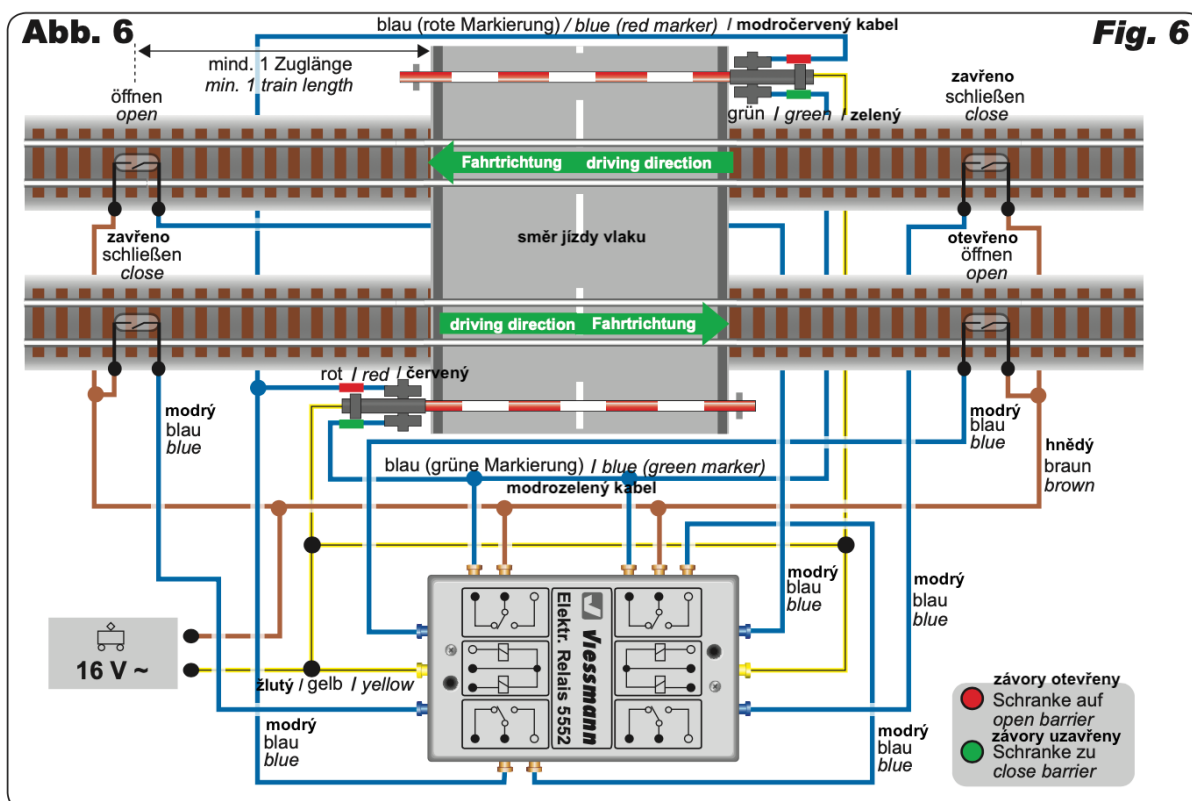 Abb. 6
blau (rote Markierung) / blue (red marker) / modročervený kabel
Fig. 6
mind. 1 Zuglänge
min. 1 train length
öffnen
open
grün / green / zelený
zavřeno
schließen
close
Fahrtrichtung driving direction
zavřeno
schließen
close
směr jízdy vlaku
otevřeno
öffnen
open
driving direction Fahrtrichtung
rot / red / červený
modrý
blau
blue
modrý
blau
blue
hnědý
braun
brown
blau (grüne Markierung) / blue (green marker)
modrozelený kabel
modrý
blau
blue
modrý
blau
blue
16 V ~
žlutý / gelb / yellow
viessmann
Elektr. Relais 5552
modrý
blau
blue
modrý
blau
blue
závory otevřeny
Schranke auf
open barrier
závory uzavřeny
Schranke zu
close barrier